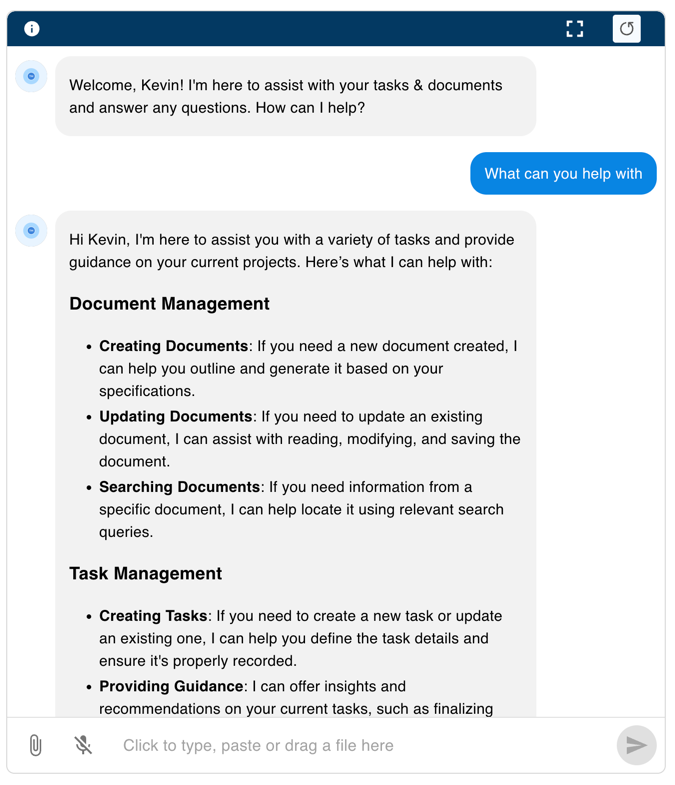 Welcome, Kevin! I'm here to assist with your tasks & documents
and answer any questions. How can I help?
What can you help with
Hi Kevin, I'm here to assist you with a variety of tasks and provide
guidance on your current projects. Here’s what I can help with:
Document Management
• Creating Documents: If you need a new document created, I
can help you outline and generate it based on your
specifications.
• Updating Documents: If you need to update an existing
document, I can assist with reading, modifying, and saving the
document.
• Searching Documents: If you need information from a
specific document, I can help locate it using relevant search
queries.
Task Management
• Creating Tasks: If you need to create a new task or update
an existing one, I can help you define the task details and
ensure it's properly recorded.
• Providing Guidance: I can offer insights and
recommendations on your current tasks, such as finalizing
Click to type, paste or drag a file here